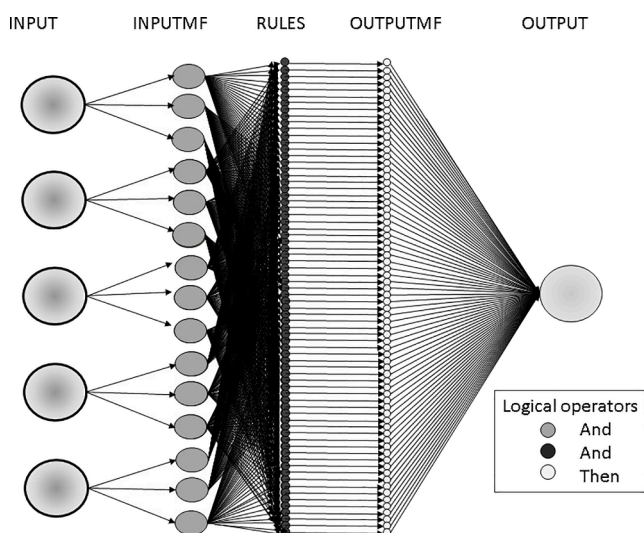 INPUT INPUTMF RULES OUTPUTMF OUTPUT
Logical operators
And
And
Then